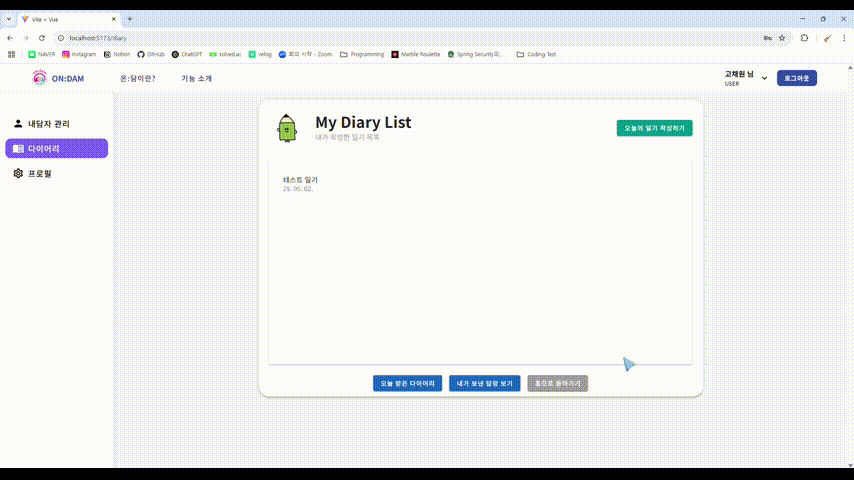 Vite + Vue
localhost:5173/diary
NAVER Instagram Notion GitHub ChatGPT solved.ac velog 회의 시작 - Zoom Programming Marble Roulette Spring Security의... Coding Test
ON:DAM 온:담이란? 기능 소개 고채원 님 로그아웃
USER
내담자 관리
다이어리
프로필
My Diary List
내가 작성한 일기 목록
오늘의 일기 작성하기
테스트 일기
25. 05. 02.
오늘 받은 다이어리 내가 보낸 답장 보기 홈으로 돌아가기